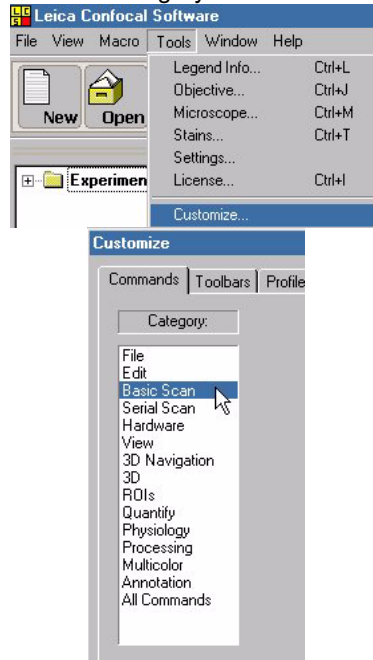 Leica Confocal Software
File View Macro Tools Window Help
New Open
Legend Info... Ctrl+L
Objective... Ctrl+J
Microscope... Ctrl+M
Stains... Ctrl+T
Settings...
Experimen License... Ctrl+I
Customize...
Customize
Commands Toolbars Profile
Category:
File
Edit
Basic Scan
Serial Scan
Hardware
View
3D Navigation
3D
ROIs
Quantify
Physiology
Processing
Multicolor
Annotation
All Commands